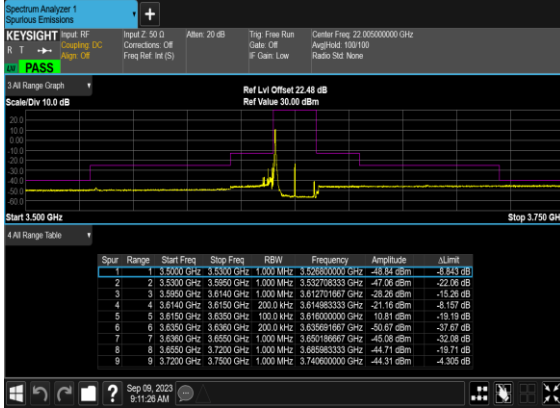 Spectrum Analyzer 1
Spurious Emissions
+
KEYSIGHT Input: RF Input Z: 50 Ω Atten: 20 dB Trig: Free Run Center Freq: 22.005000000 GHz
R T Coupling: DC Corrections: Off Gate: Off Avg|Hold: 100/100
Align: Off Freq Ref: Int (S) IF Gain: Low Radio Std: None
LXI PASS
3 All Range Graph
Ref Lvl Offset 22.48 dB
Scale/Div 10.0 dB Ref Value 30.00 dBm
20.0
10.0
0.00
-10.0
-20.0
-30.0
-40.0
-50.0
-60.0
Start 3.500 GHz Stop 3.750 GH
4 All Range Table
Spur Range Start Freq Stop Freq RBW Frequency Amplitude ΔLimit
1 1 3.5000 GHz 3.5300 GHz 1.000 MHz 3.526800000 GHz -48.84 dBm -8.843 dB
2 2 3.5300 GHz 3.5950 GHz 1.000 MHz 3.532708333 GHz -47.06 dBm -22.06 dB
3 3 3.5950 GHz 3.6140 GHz 1.000 MHz 3.612701667 GHz -28.26 dBm -15.26 dB
4 4 3.6140 GHz 3.6150 GHz 200.0 kHz 3.614983333 GHz -21.16 dBm -8.157 dB
5 5 3.6150 GHz 3.6350 GHz 100.0 kHz 3.616000000 GHz 10.81 dBm -19.19 dB
6 6 3.6350 GHz 3.6360 GHz 200.0 kHz 3.635691667 GHz -50.67 dBm -37.67 dB
7 7 3.6360 GHz 3.6550 GHz 1.000 MHz 3.650186667 GHz -45.08 dBm -32.08 dB
8 8 3.6550 GHz 3.7200 GHz 1.000 MHz 3.685983333 GHz -44.71 dBm -19.71 dB
9 9 3.7200 GHz 3.7500 GHz 1.000 MHz 3.740600000 GHz -44.31 dBm -4.305 dB
? Sep 09, 2023
9:11:26 AM